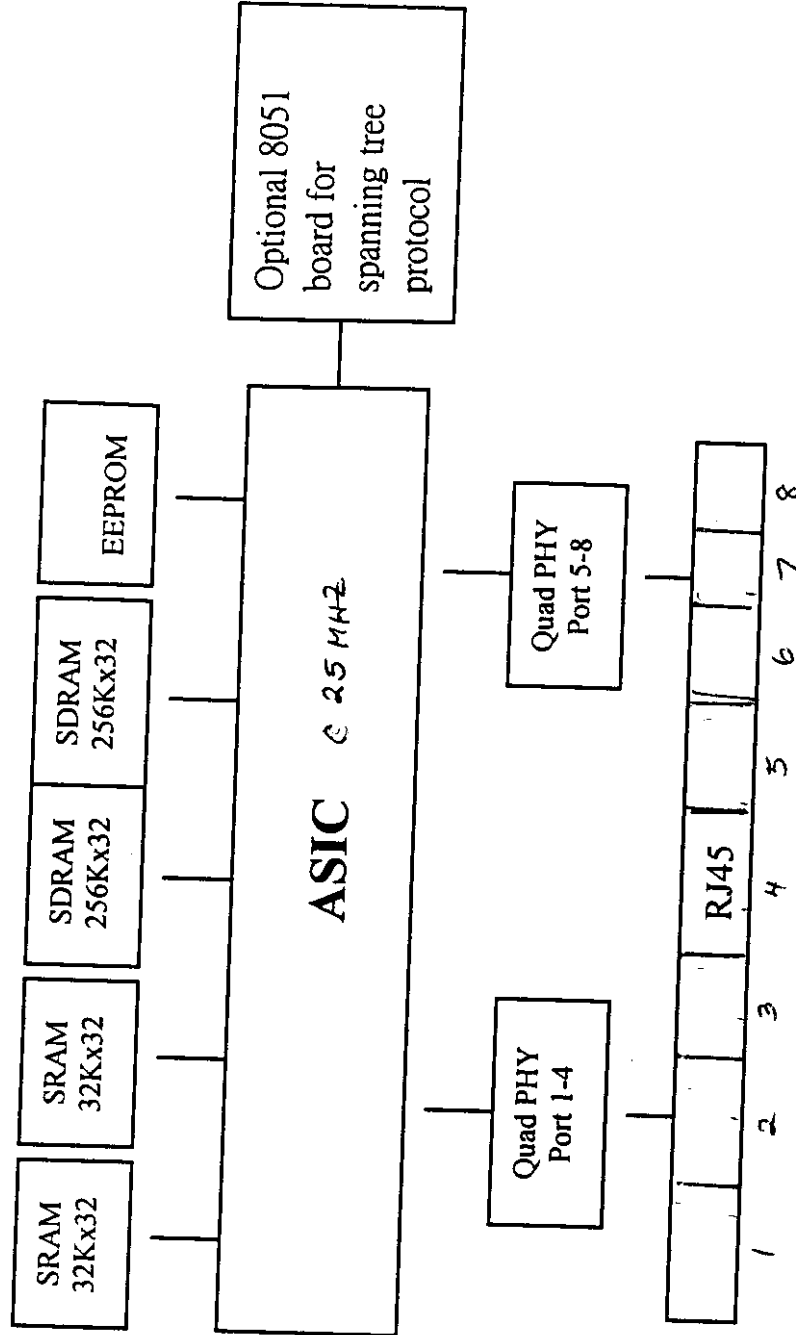 SRAM
32Kx32
SRAM
32Kx32
SDRAM
256Kx32
SDRAM
256Kx32
EEPROM
ASIC @ 25 MHZ
Optional 8051
board for
spanning tree
protocol
Quad PHY
Port 1-4
Quad PHY
Port 5-8
RJ45
1 2 3 4 5 6 7 8